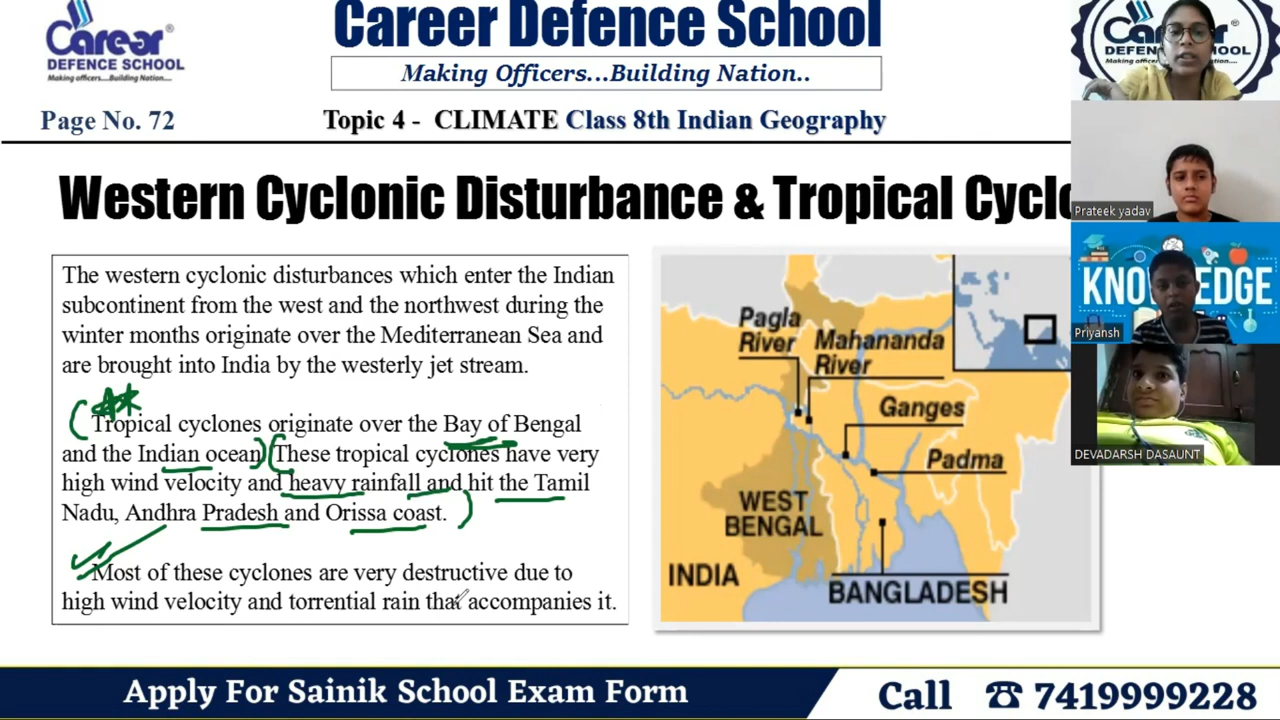 Carear
DEFENCE SCHOOL
Making officers....Building Nation....
Career Defence School
Making Officers...Building Nation..
Page No. 72
Topic 4 - CLIMATE Class 8th Indian Geography
DEFENCE SCHOOL
Western Cyclonic Disturbance & Tropical Cyclo
The western cyclonic disturbances which enter the Indian
subcontinent from the west and the northwest during the
winter months originate over the Mediterranean Sea and
are brought into India by the westerly jet stream.
Tropical cyclones originate over the Bay of Bengal
and the Indian ocean. These tropical cyclones have very
high wind velocity and heavy rainfall and hit the Tamil
Nadu, Andhra Pradesh and Orissa coast.
Most of these cyclones are very destructive due to
high wind velocity and torrential rain that accompanies it.
Pagla
River
Mahananda
River
Ganges
Padma
WEST
BENGAL
INDIA
BANGLADESH
Prateek yadav
Priyansh
DEVADARSH DASAUNT
Apply For Sainik School Exam Form
Call ☎ 7419999228